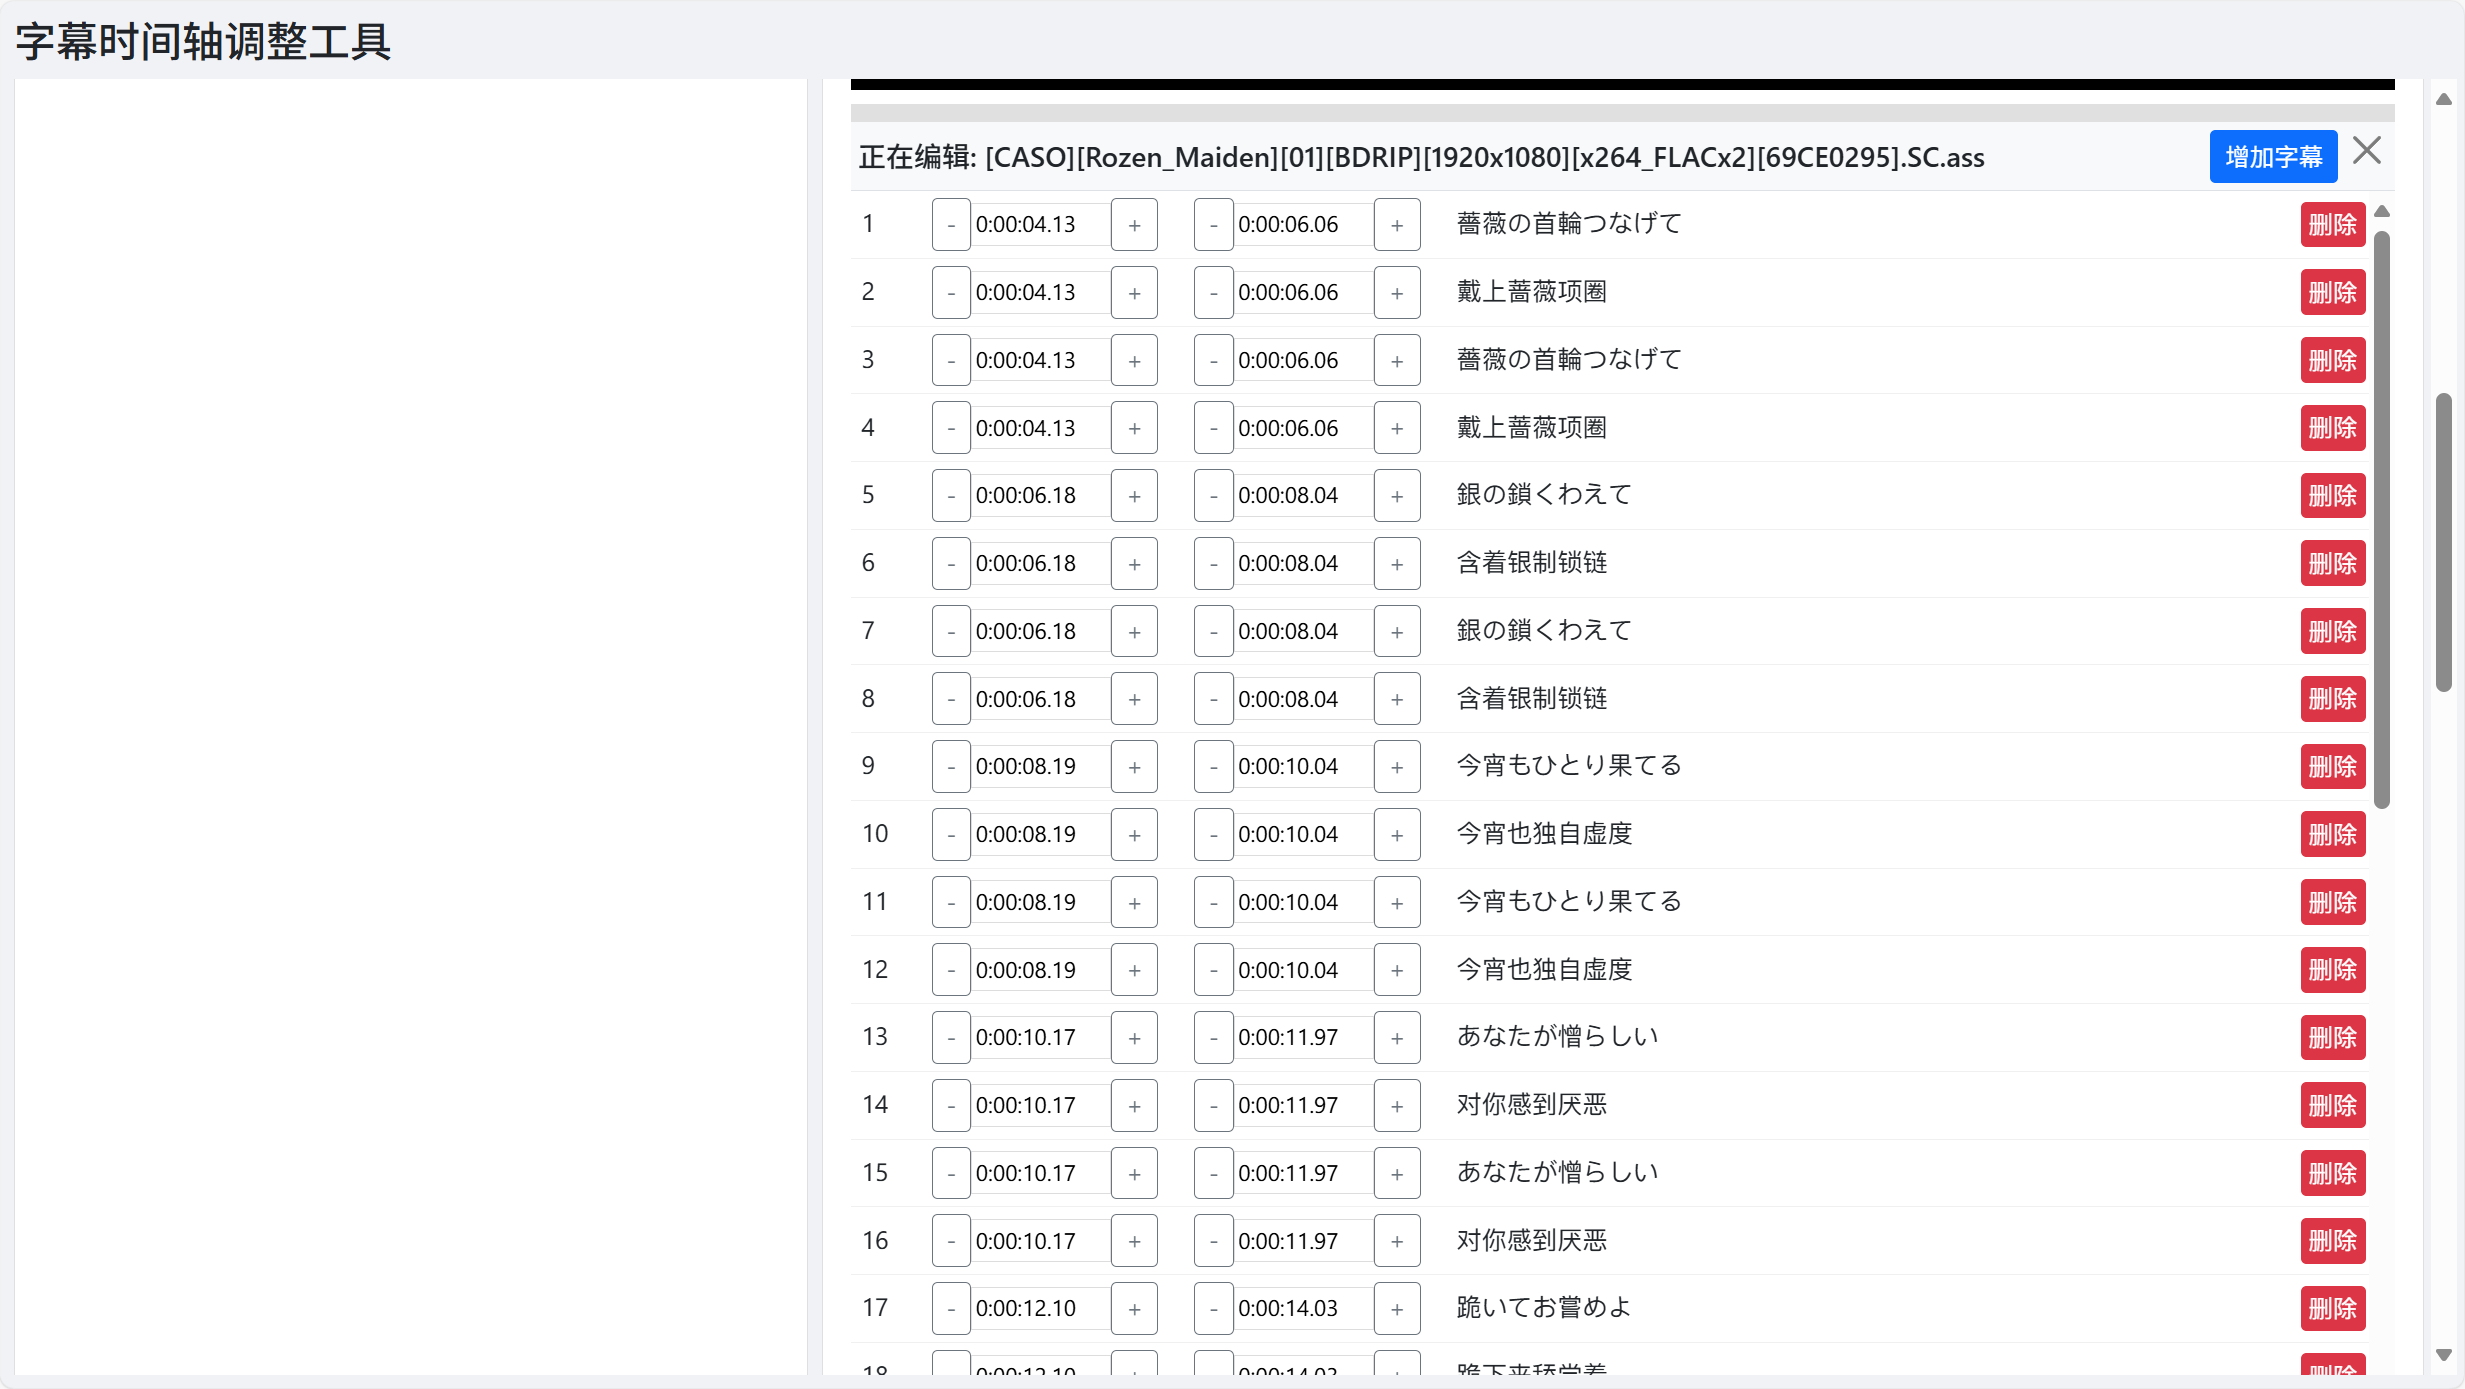 字幕时间轴调整工具
正在编辑: [CASO][Rozen_Maiden][01][BDRIP][1920x1080][x264_FLACx2][69CE0295].SC.ass 增加字幕
1 - 0:00:04.13 + - 0:00:06.06 + 薔薇の首輪つなげて 删除
2 - 0:00:04.13 + - 0:00:06.06 + 戴上蔷薇项圈 删除
3 - 0:00:04.13 + - 0:00:06.06 + 薔薇の首輪つなげて 删除
4 - 0:00:04.13 + - 0:00:06.06 + 戴上蔷薇项圈 删除
5 - 0:00:06.18 + - 0:00:08.04 + 銀の鎖くわえて 删除
6 - 0:00:06.18 + - 0:00:08.04 + 含着银制锁链 删除
7 - 0:00:06.18 + - 0:00:08.04 + 銀の鎖くわえて 删除
8 - 0:00:06.18 + - 0:00:08.04 + 含着银制锁链 删除
9 - 0:00:08.19 + - 0:00:10.04 + 今宵もひとり果てる 删除
10 - 0:00:08.19 + - 0:00:10.04 + 今宵也独自虚度 删除
11 - 0:00:08.19 + - 0:00:10.04 + 今宵もひとり果てる 删除
12 - 0:00:08.19 + - 0:00:10.04 + 今宵也独自虚度 删除
13 - 0:00:10.17 + - 0:00:11.97 + あなたが憎らしい 删除
14 - 0:00:10.17 + - 0:00:11.97 + 对你感到厌恶 删除
15 - 0:00:10.17 + - 0:00:11.97 + あなたが憎らしい 删除
16 - 0:00:10.17 + - 0:00:11.97 + 对你感到厌恶 删除
17 - 0:00:12.10 + - 0:00:14.03 + 跪いてお嘗めよ 删除
18 0:00:12.10 0:00:14.03 删除